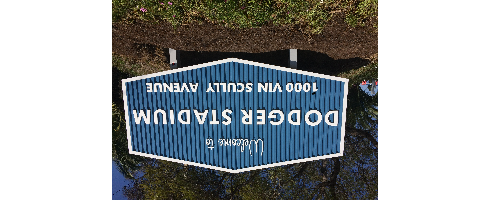 Welcome to
DODGER STADIUM
1000 VIN SCULLY AVENUE